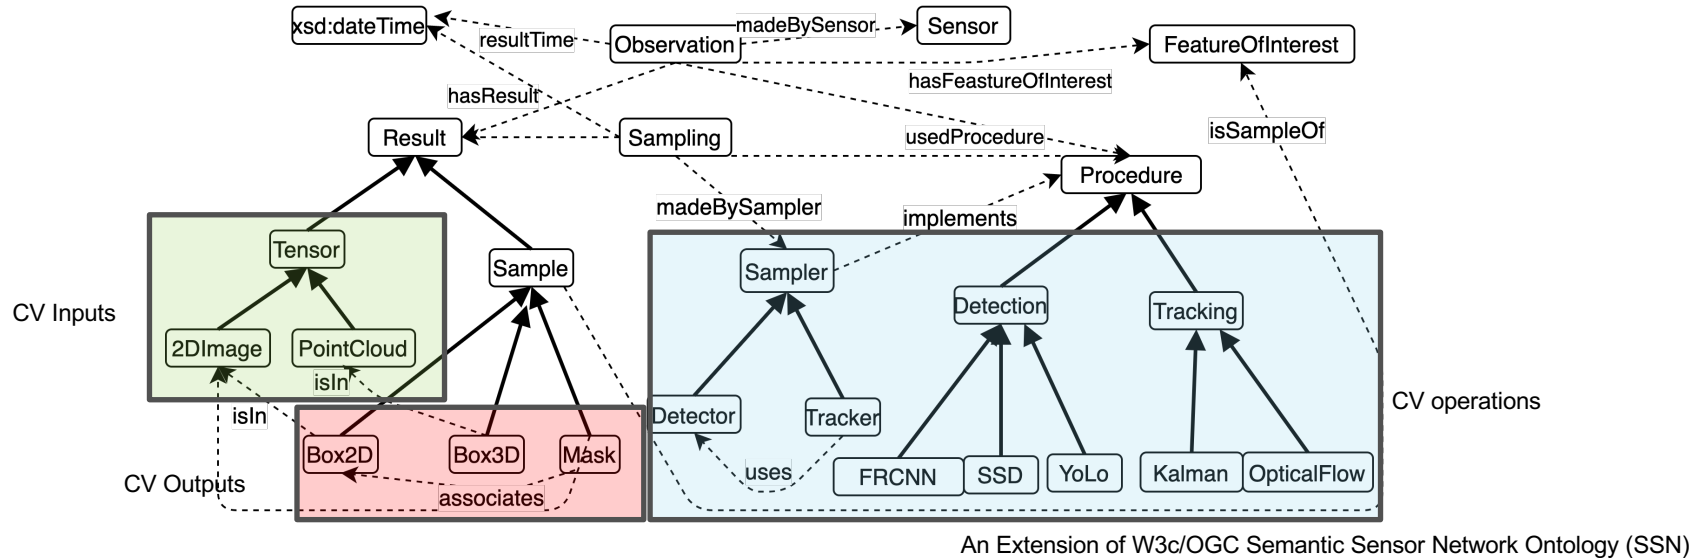 xsd:dateTime
resultTime
Observation
madeBySensor
Sensor
FeatureOfInterest
hasFeastureOfInterest
hasResult
Result
Sampling
usedProcedure
isSampleOf
Procedure
madeBySampler
implements
Tensor
Sample
Sampler
Detection
Tracking
CV Inputs
2DImage
PointCloud
isIn
isIn
Detector
Tracker
CV operations
Box2D
Box3D
Mask
uses
FRCNN
SSD
YoLo
Kalman
OpticalFlow
CV Outputs
associates
An Extension of W3c/OGC Semantic Sensor Network Ontology (SSN)